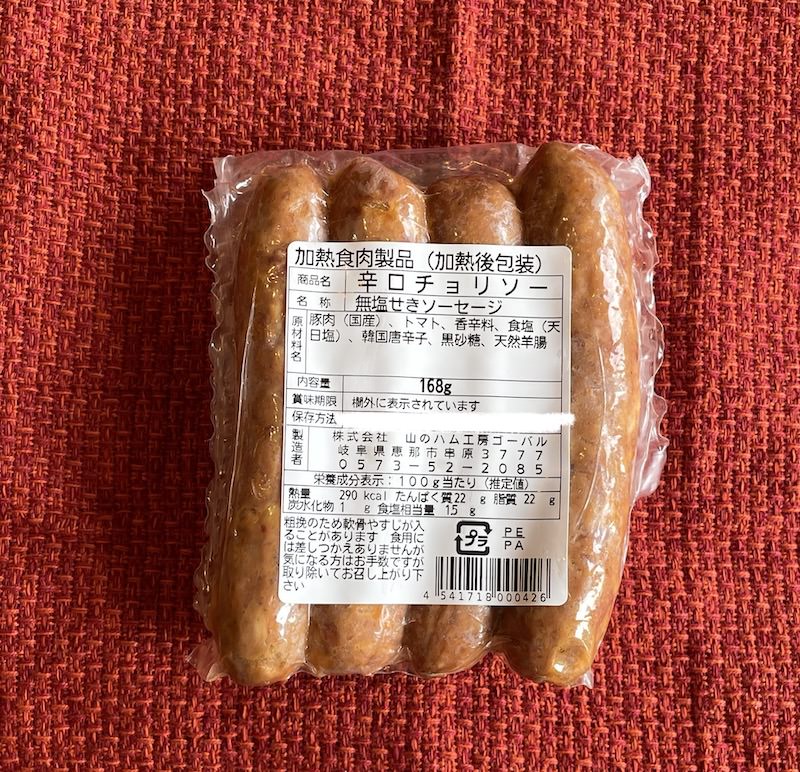 加熱食肉製品（加熱後包装）
商品名 辛口チョリソー
名称 無塩せきソーセージ
原材料名 豚肉（国産）、トマト、香辛料、食塩（天
日塩）、韓国唐辛子、黒砂糖、天然羊腸
内容量 168g
賞味期限 欄外に表示されています
保存方法
製造者 株式会社 山のハム工房ゴーバル
岐阜県恵那市串原3777
0573-52-2085
栄養成分表示：100g当たり（推定値）
熱量 290 kcal たんぱく質22 g 脂質 22 g
炭水化物 1 g 食塩相当量 1.5 g
粗挽のため軟骨やすじが入
ることがあります 食用に
は差しつかえありませんが
気になる方はお手数ですが
取り除いてお召し上がり下
さい
プラ PE
PA
4 541718 000426